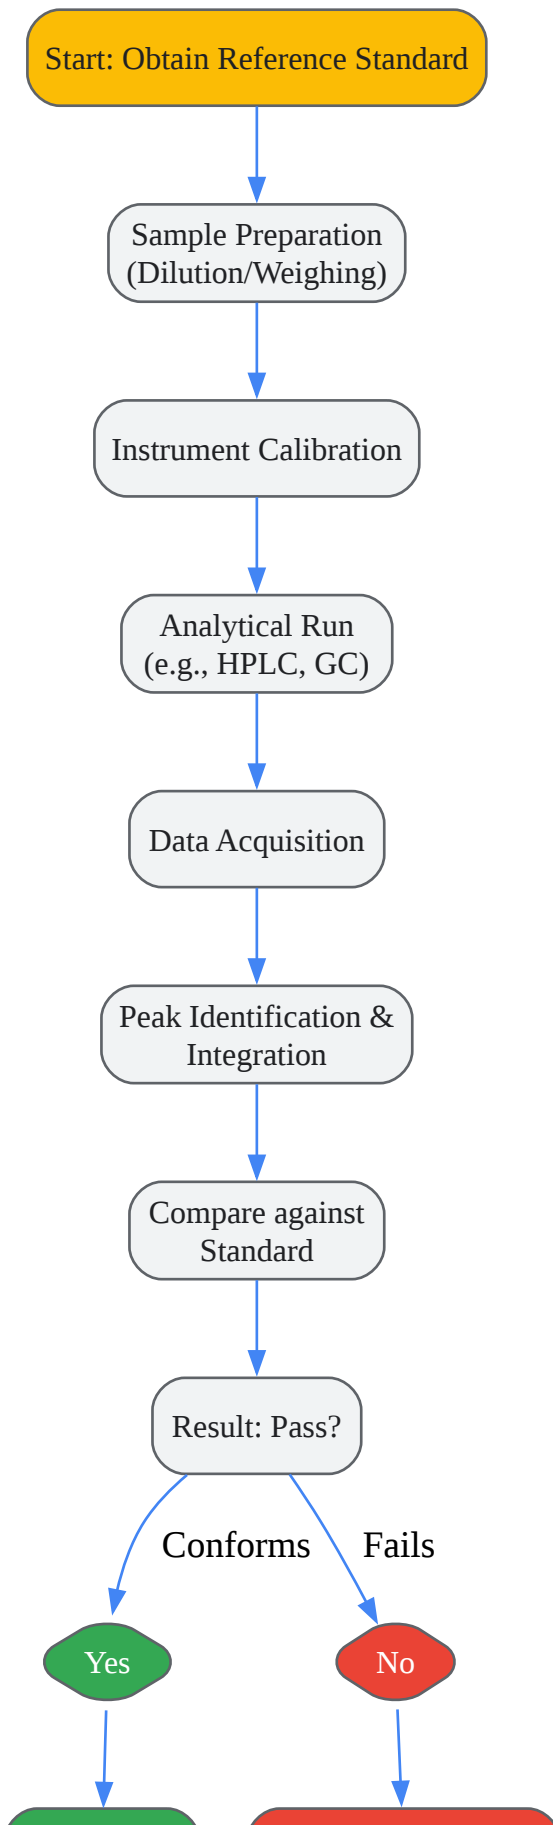 Start: Obtain Reference Standard
Sample Preparation
(Dilution/Weighing)
Instrument Calibration
Analytical Run
(e.g., HPLC, GC)
Data Acquisition
Peak Identification &
Integration
Compare against
Standard
Result: Pass?
Conforms
Fails
Yes
No